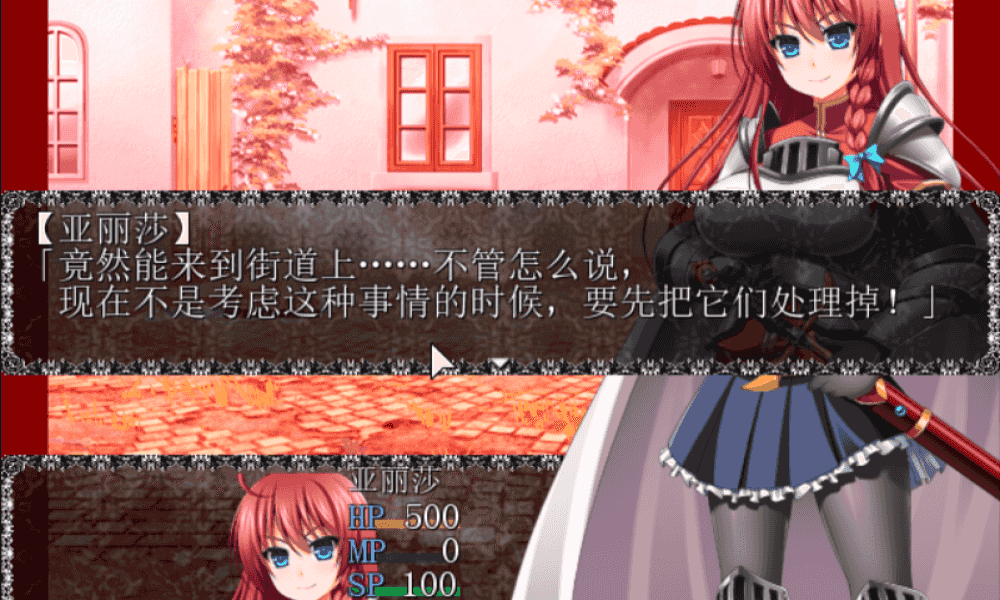 【亚丽莎】
「竟然能来到街道上……不管怎么说，
现在不是考虑这种事情的时候，要先把它们处理掉！」
亚丽莎
HP 500
MP 0
SP 100